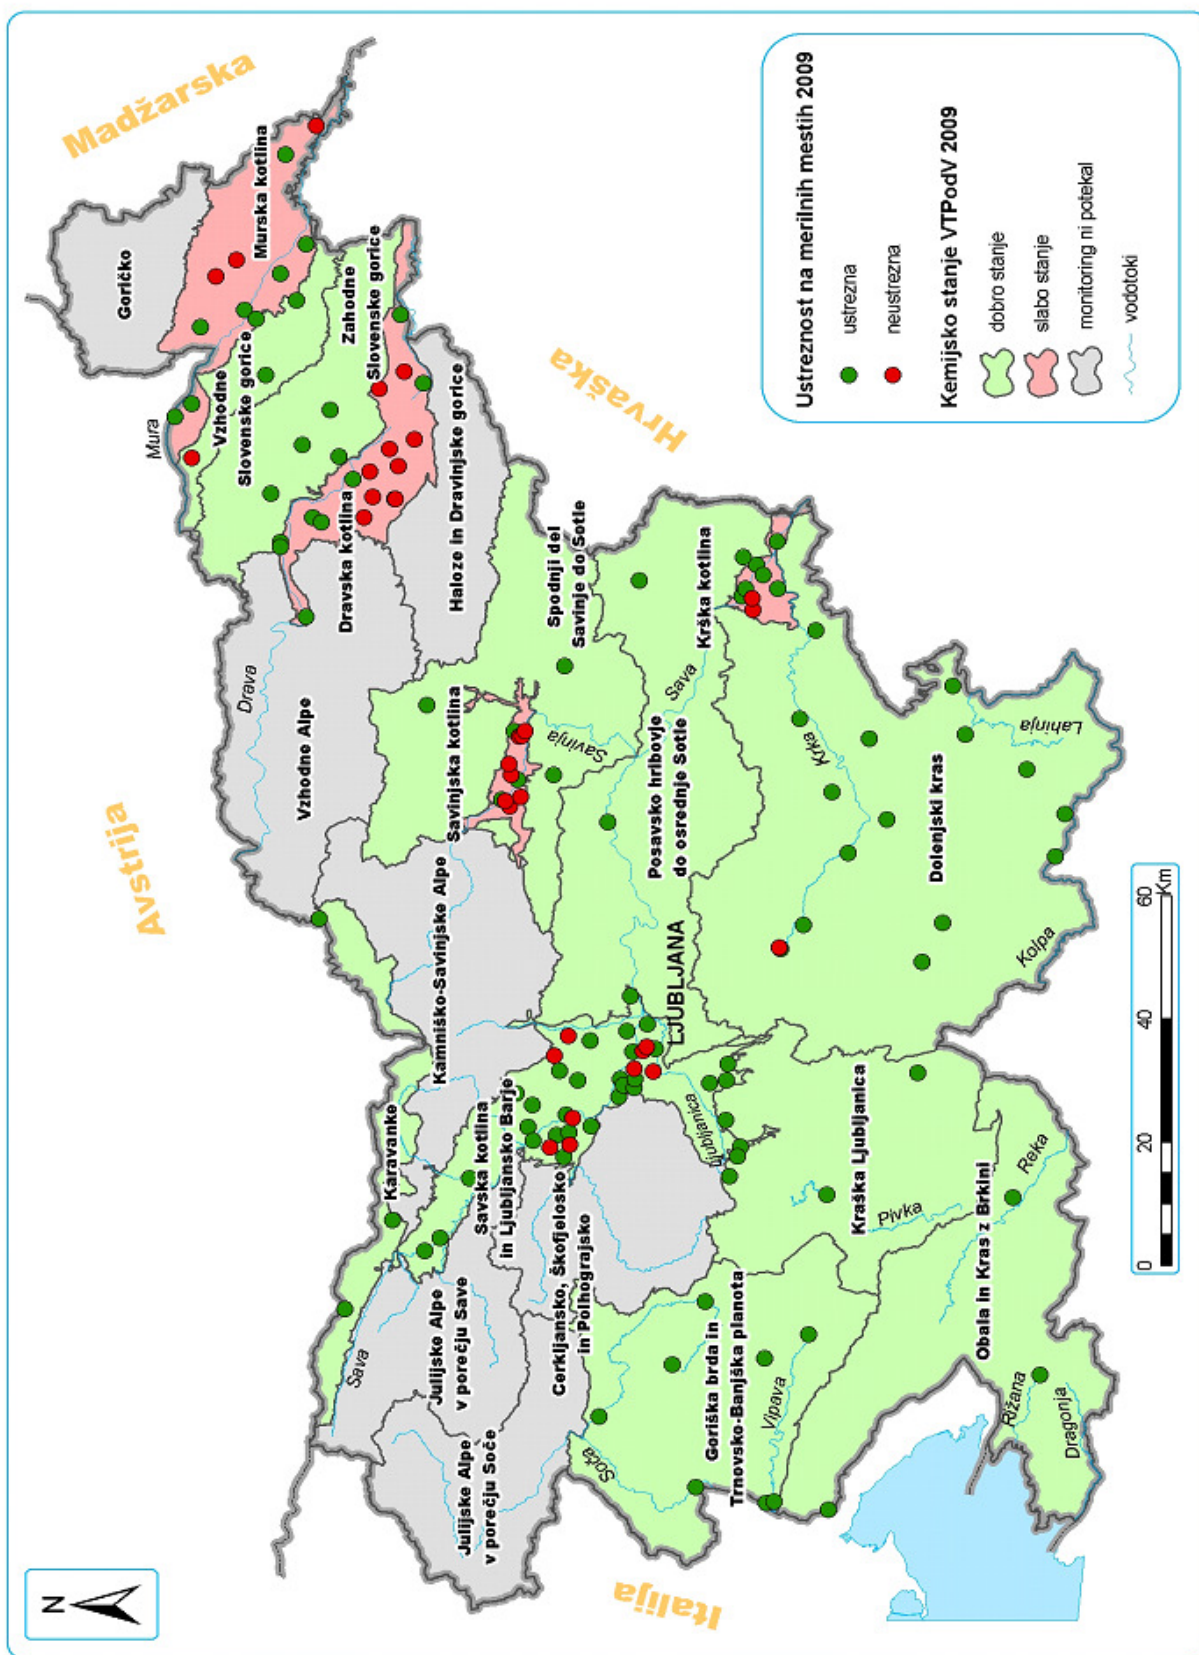 N
Avstrija
Madžarska
Hrvaška
Italija
Goričko
Murska kotlina
Mura
Vzhodne
Slovenske gorice
Zahodne
Slovenske gorice
Drava
Dravska kotlina
Haloze in Dravinjske gorice
Vzhodne Alpe
Savinjska kotlina
Spodnji del
Savinje do Sotle
Savinja
Kamniško-Savinjske Alpe
Karavanke
Savska kotlina
in Ljubljansko Barje
Julijske Alpe
v porečju Save
Sava
Julijske Alpe
v porečju Soče
Cerkljansko, Škofjeloško
in Polhograjsko
Posavsko hribovje
do osrednje Sotle
Sava
Krška kotlina
LJUBLJANA
Ljubljanica
Soča
Goriška brda in
Trnovsko-Banjška planota
Vipava
Kraška Ljubljanica
Pivka
Krka
Dolenjski kras
Lahinja
Kolpa
Obala in Kras z Brkini
Reka
Rižana
Dragonja
0
20
40
60
Km
Ustreznost na merilnih mestih 2009
ustrezna
neustrezna
Kemijsko stanje VTPodV 2009
dobro stanje
slabo stanje
monitoring ni potekal
vodotoki